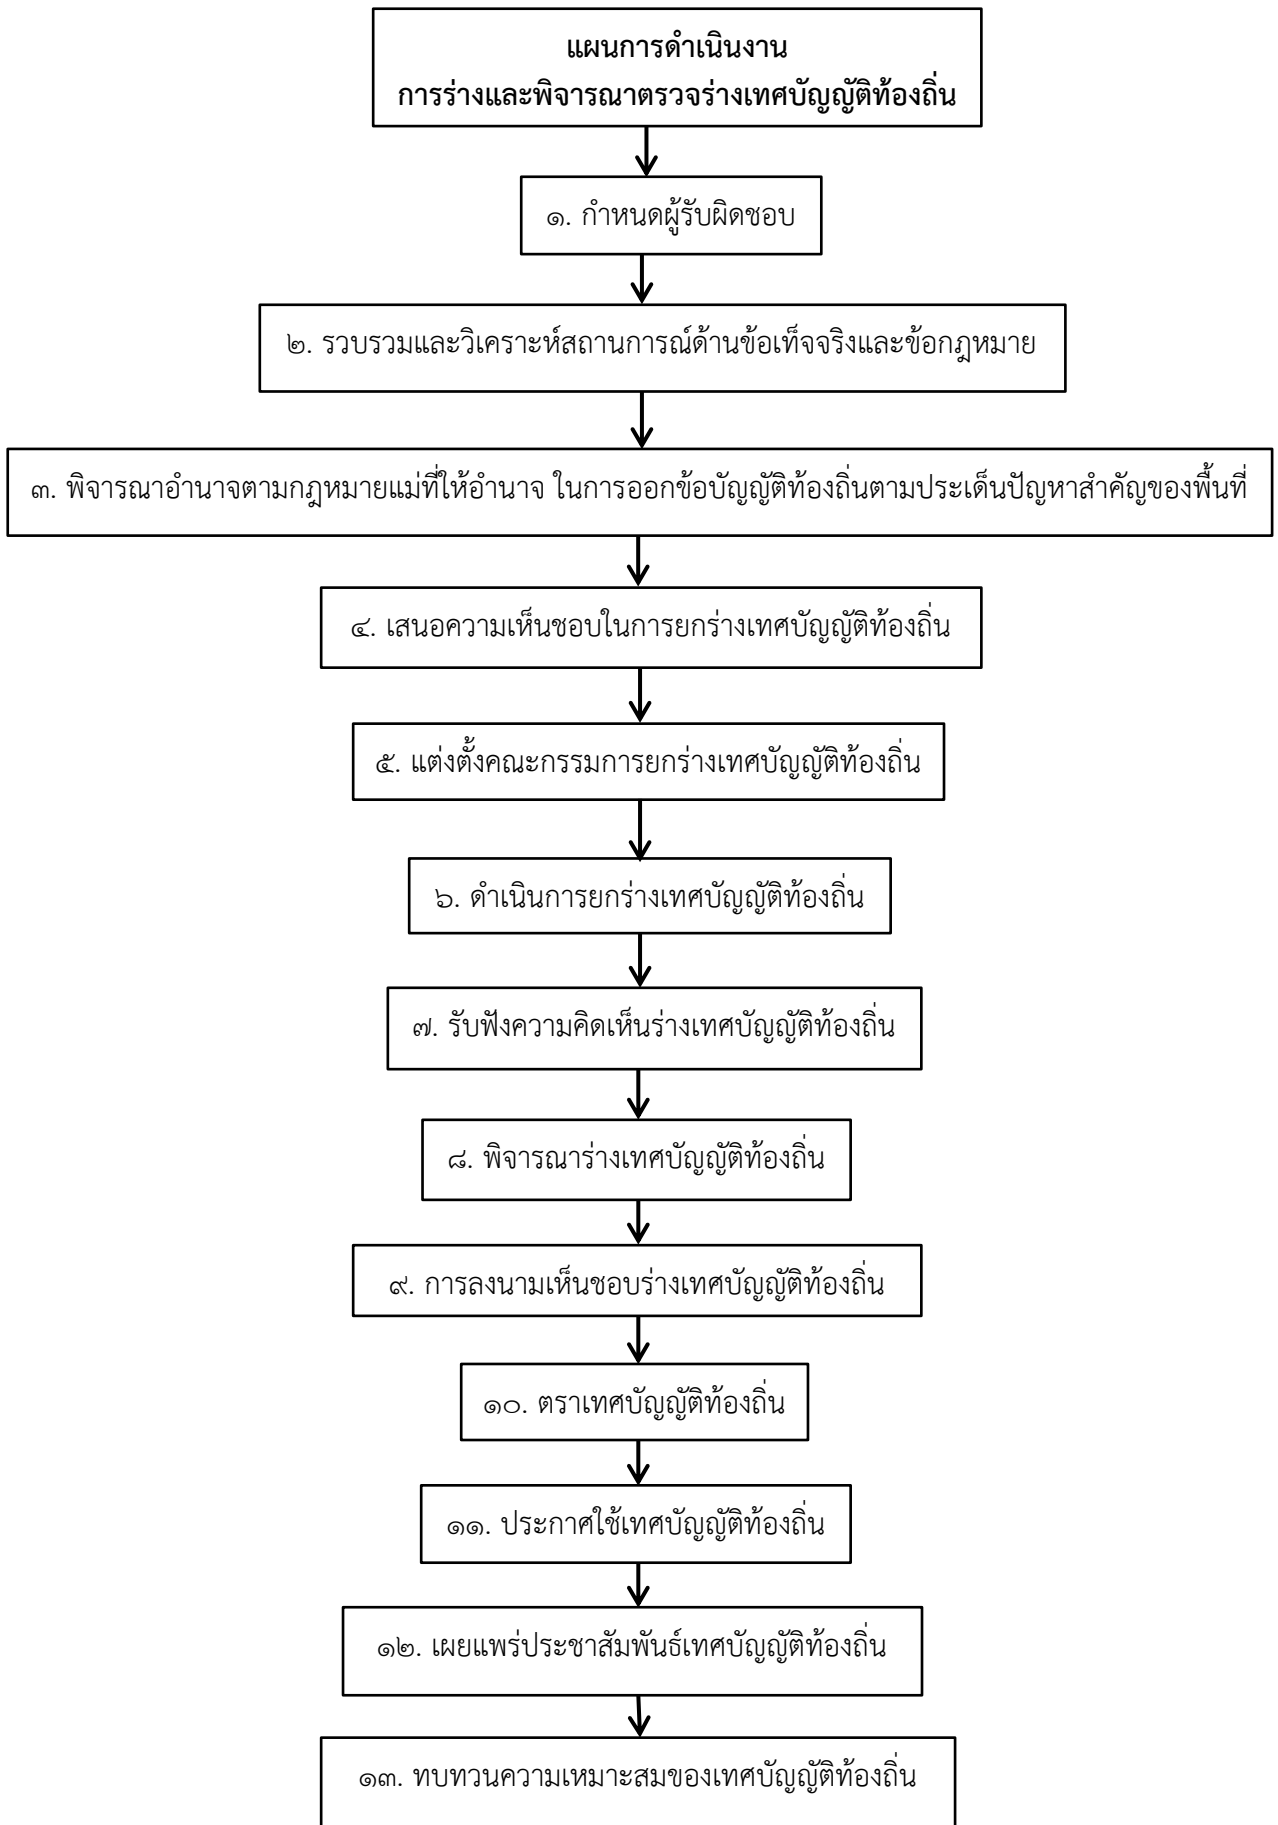 แผนการดำเนินงาน
การร่างและพิจารณาตรวจร่างเทศบัญญัติท้องถิ่น
๑. กำหนดผู้รับผิดชอบ
๒. รวบรวมและวิเคราะห์สถานการณ์ด้านข้อเท็จจริงและข้อกฎหมาย
๓. พิจารณาอำนาจตามกฎหมายแม่ที่ให้อำนาจ ในการออกข้อบัญญัติท้องถิ่นตามประเด็นปัญหาสำคัญของพื้นที่
๔. เสนอความเห็นชอบในการยกร่างเทศบัญญัติท้องถิ่น
๕. แต่งตั้งคณะกรรมการยกร่างเทศบัญญัติท้องถิ่น
๖. ดำเนินการยกร่างเทศบัญญัติท้องถิ่น
๗. รับฟังความคิดเห็นร่างเทศบัญญัติท้องถิ่น
๘. พิจารณาร่างเทศบัญญัติท้องถิ่น
๙. การลงนามเห็นชอบร่างเทศบัญญัติท้องถิ่น
๑๐. ตราเทศบัญญัติท้องถิ่น
๑๑. ประกาศใช้เทศบัญญัติท้องถิ่น
๑๒. เผยแพร่ประชาสัมพันธ์เทศบัญญัติท้องถิ่น
๑๓. ทบทวนความเหมาะสมของเทศบัญญัติท้องถิ่น